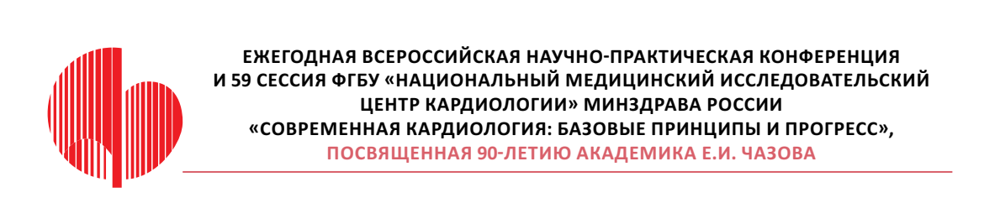 ЕЖЕГОДНАЯ ВСЕРОССИЙСКАЯ НАУЧНО-ПРАКТИЧЕСКАЯ КОНФЕРЕНЦИЯ
И 59 СЕССИЯ ФГБУ «НАЦИОНАЛЬНЫЙ МЕДИЦИНСКИЙ ИССЛЕДОВАТЕЛЬСКИЙ
ЦЕНТР КАРДИОЛОГИИ» МИНЗДРАВА РОССИИ
«СОВРЕМЕННАЯ КАРДИОЛОГИЯ: БАЗОВЫЕ ПРИНЦИПЫ И ПРОГРЕСС»,
ПОСВЯЩЕННАЯ 90-ЛЕТИЮ АКАДЕМИКА Е.И. ЧАЗОВА